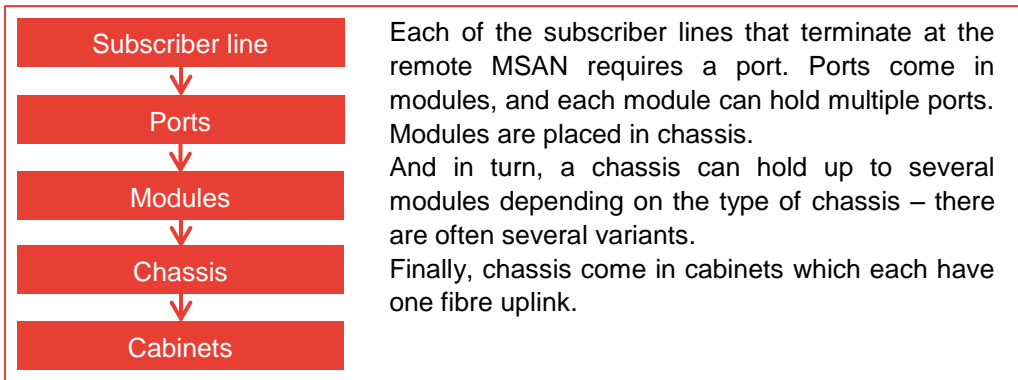 Subscriber line
Ports
Modules
Chassis
Cabinets
Each of the subscriber lines that terminate at the
remote MSAN requires a port. Ports come in
modules, and each module can hold multiple ports.
Modules are placed in chassis.
And in turn, a chassis can hold up to several
modules depending on the type of chassis – there
are often several variants.
Finally, chassis come in cabinets which each have
one fibre uplink.